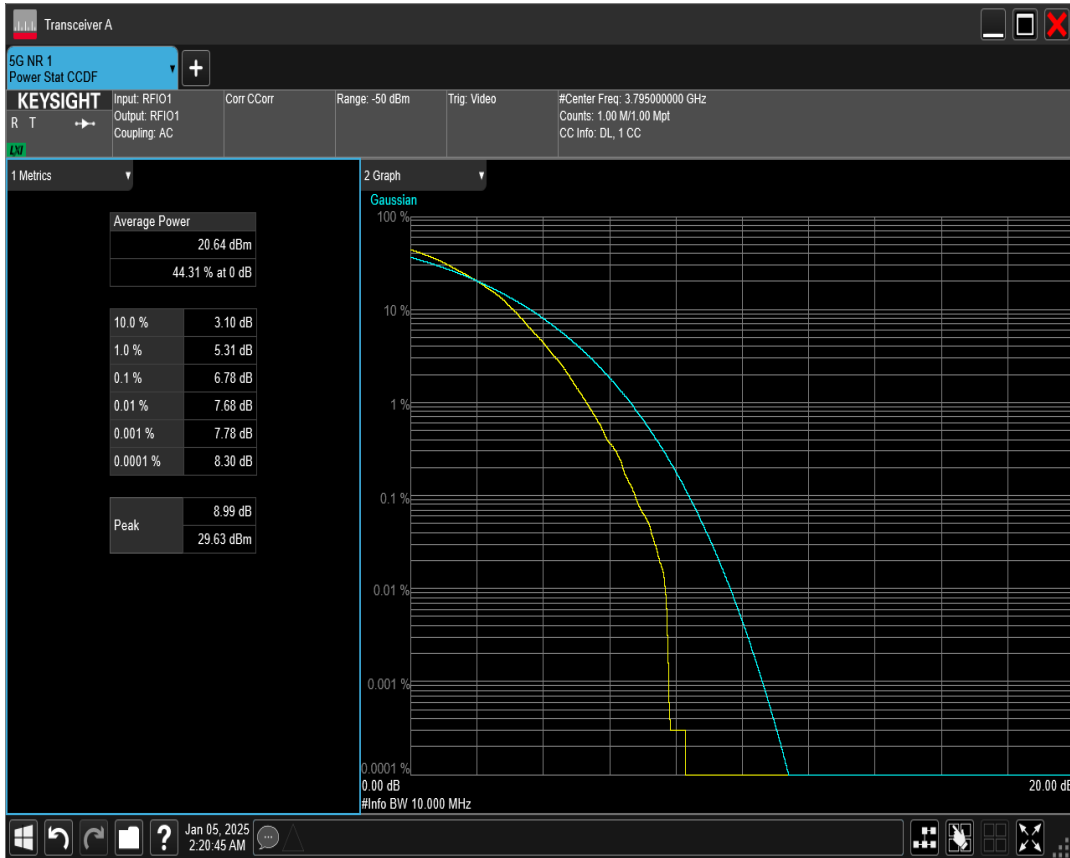 Transceiver A
5G NR 1
Power Stat CCDF
+
KEYSIGHT
R T
LXI
Input: RFIO1
Output: RFIO1
Coupling: AC
Corr CCorr
Range: -50 dBm
Trig: Video
#Center Freq: 3.795000000 GHz
Counts: 1.00 M/1.00 Mpt
CC Info: DL, 1 CC
1 Metrics
Average Power
20.64 dBm
44.31 % at 0 dB
10.0 % 3.10 dB
1.0 % 5.31 dB
0.1 % 6.78 dB
0.01 % 7.68 dB
0.001 % 7.78 dB
0.0001 % 8.30 dB
Peak
8.99 dB
29.63 dBm
2 Graph
Gaussian
100 %
10 %
1 %
0.1 %
0.01 %
0.001 %
0.0001 %
0.00 dB 20.00 dB
#Info BW 10.000 MHz
?
Jan 05, 2025
2:20:45 AM